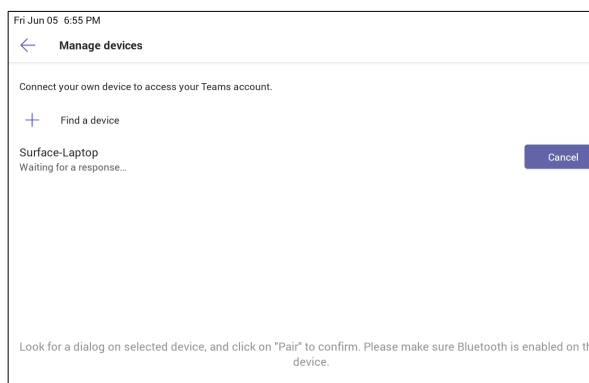 Fri Jun 05 6:55 PM
Manage devices
Connect your own device to access your Teams account.
Find a device
Surface-Laptop
Waiting for a response...
Cancel
Look for a dialog on selected device, and click on "Pair" to confirm. Please make sure Bluetooth is enabled on
device.